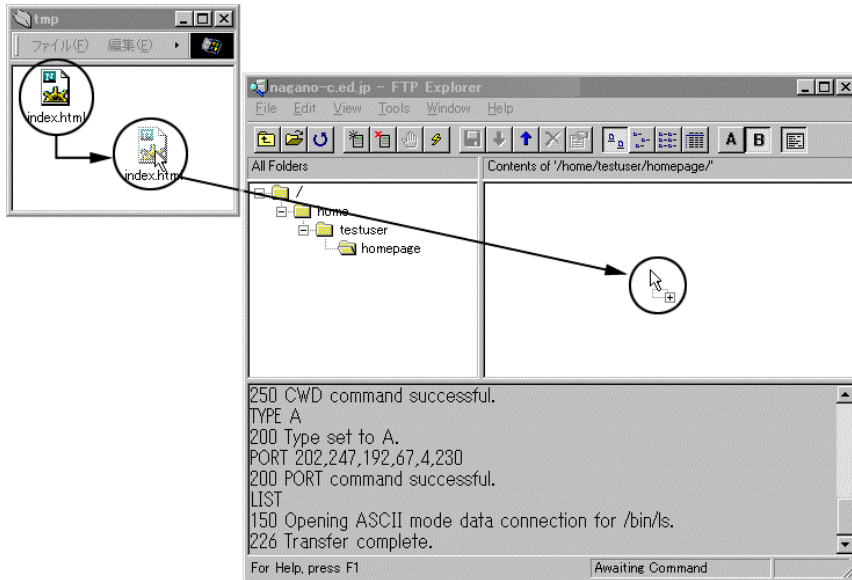 tmp
ファイル(F) 編集(E)
index.html
index.html
nagano-c.ed.jp - FTP Explorer
File Edit View Tools Window Help
A B
All Folders
Contents of '/home/testuser/homepage/'
/
home
testuser
homepage
250 CWD command successful.
TYPE A
200 Type set to A.
PORT 202,247,192,67,4,230
200 PORT command successful.
LIST
150 Opening ASCII mode data connection for /bin/ls.
226 Transfer complete.
For Help, press F1
Awaiting Command